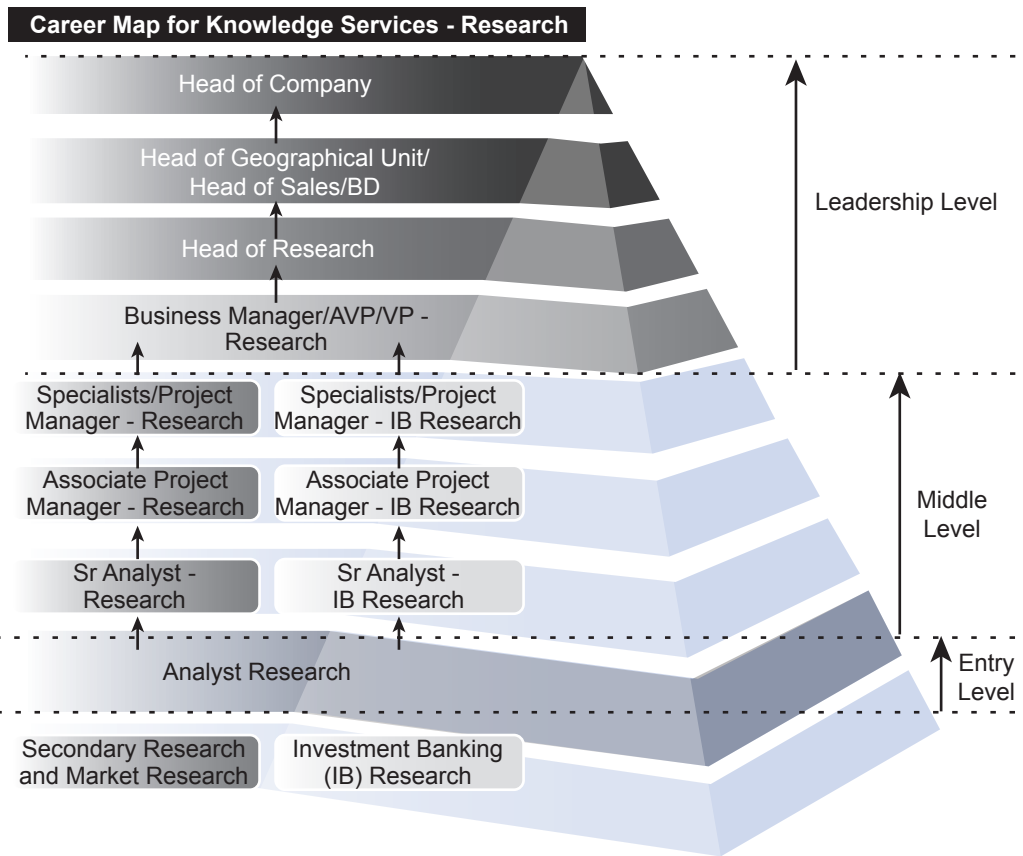 Career Map for Knowledge Services - Research
Head of Company
Head of Geographical Unit/
Head of Sales/BD
Head of Research
Business Manager/AVP/VP -
Research
Leadership Level
Specialists/Project
Manager - Research
Specialists/Project
Manager - IB Research
Associate Project
Manager - Research
Associate Project
Manager - IB Research
Middle
Level
Sr Analyst -
Research
Sr Analyst -
IB Research
Analyst Research
Entry
Level
Secondary Research
and Market Research
Investment Banking
(IB) Research